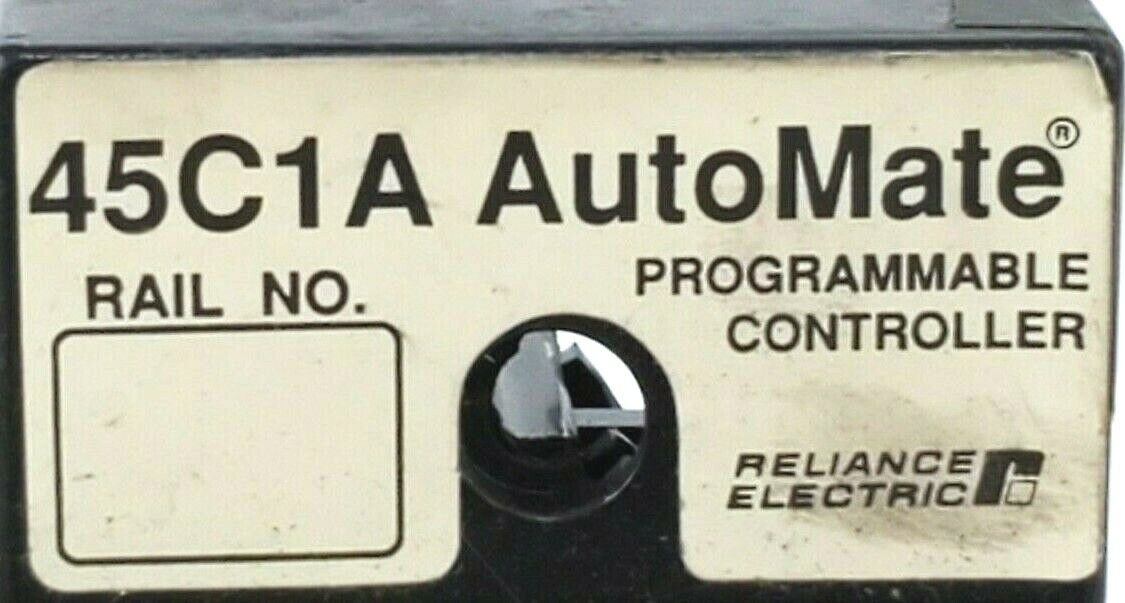 45C1A AutoMate®
RAIL NO.
PROGRAMMABLE
CONTROLLER
RELIANCE
ELECTRIC